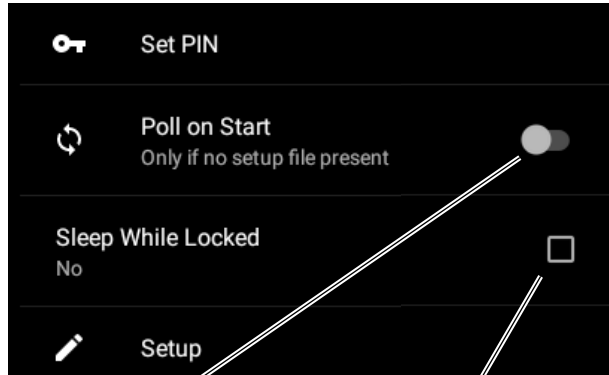 Set PIN
Poll on Start
Only if no setup file present
Sleep While Locked
No
Setup